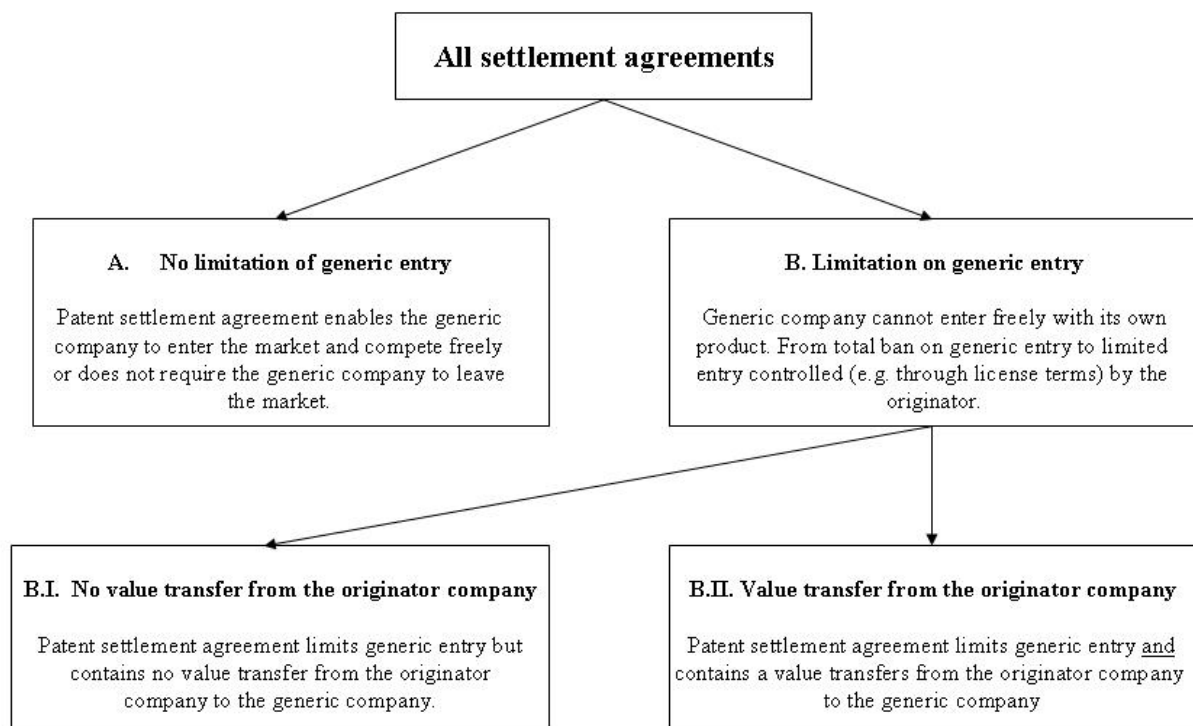 All settlement agreements
A. No limitation of generic entry
Patent settlement agreement enables the generic
company to enter the market and compete freely
or does not require the generic company to leave
the market.
B. Limitation on generic entry
Generic company cannot enter freely with its own
product. From total ban on generic entry to limited
entry controlled (e.g. through license terms) by the
originator.
B.I. No value transfer from the originator company
Patent settlement agreement limits generic entry but
contains no value transfer from the originator
company to the generic company.
B.II. Value transfer from the originator company
Patent settlement agreement limits generic entry and
contains a value transfers from the originator company
to the generic company